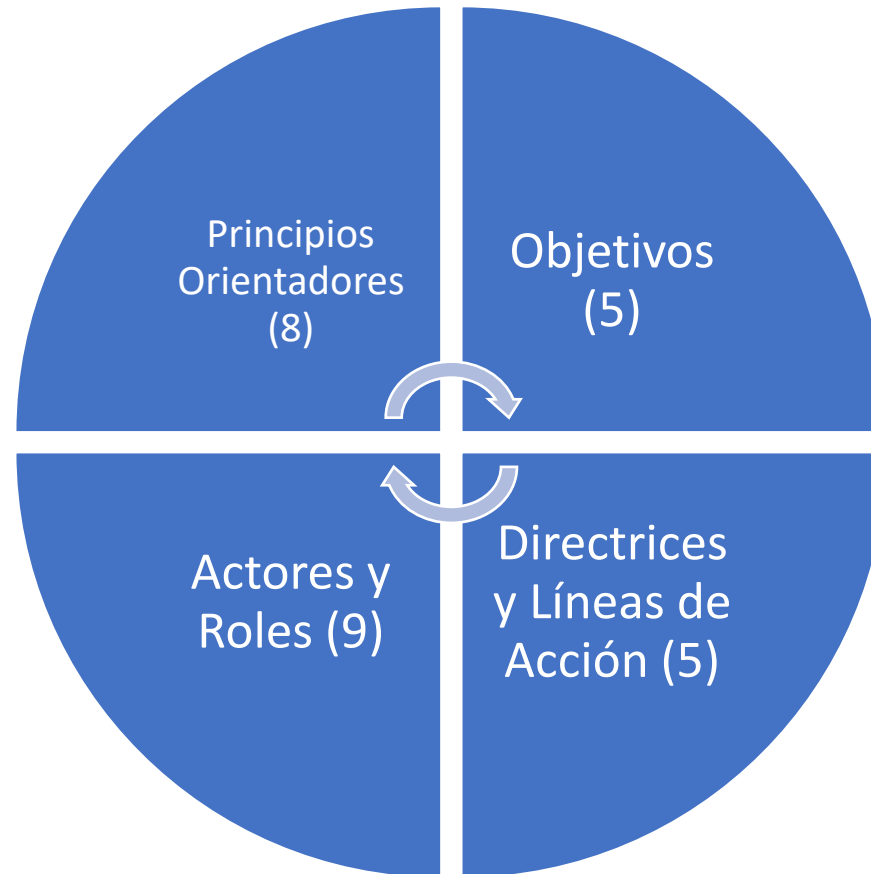 Principios
Orientadores
(8)
Objetivos
(5)
Actores y
Roles (9)
Directrices
y Líneas de
Acción (5)